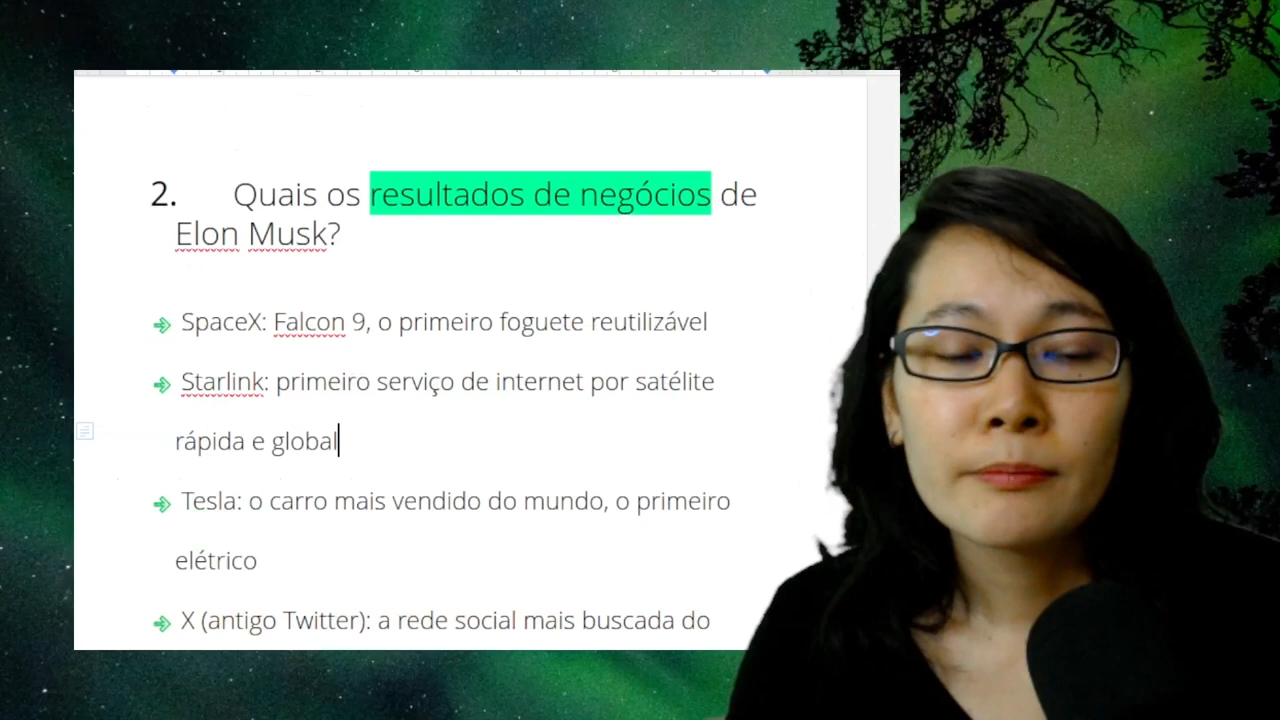 2. Quais os resultados de negócios de
Elon Musk?
SpaceX: Falcon 9, o primeiro foguete reutilizável
Starlink: primeiro serviço de internet por satélite
rápida e global
Tesla: o carro mais vendido do mundo, o primeiro
elétrico
X (antigo Twitter): a rede social mais buscada do